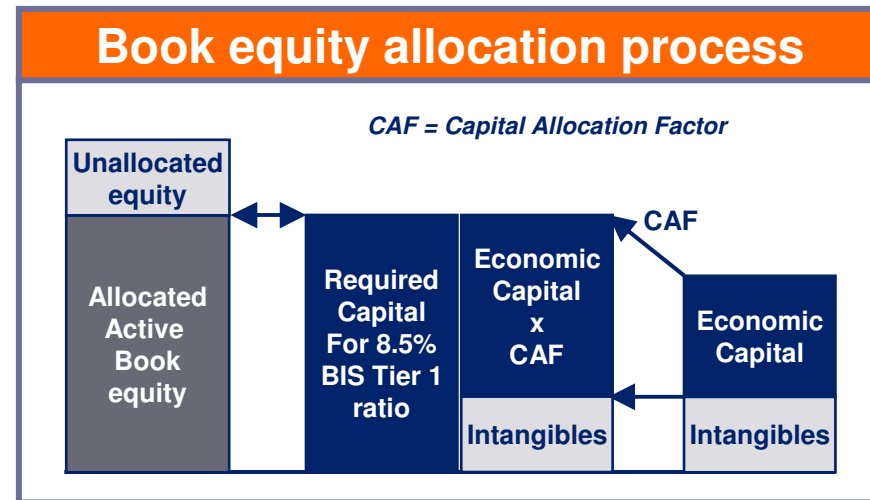 Book equity allocation process
CAF = Capital Allocation Factor
Unallocated
equity
Allocated
Active
Book
equity
Required
Capital
For 8.5%
BIS Tier 1
ratio
Economic
Capital
x
CAF
Intangibles
CAF
Economic
Capital
Intangibles